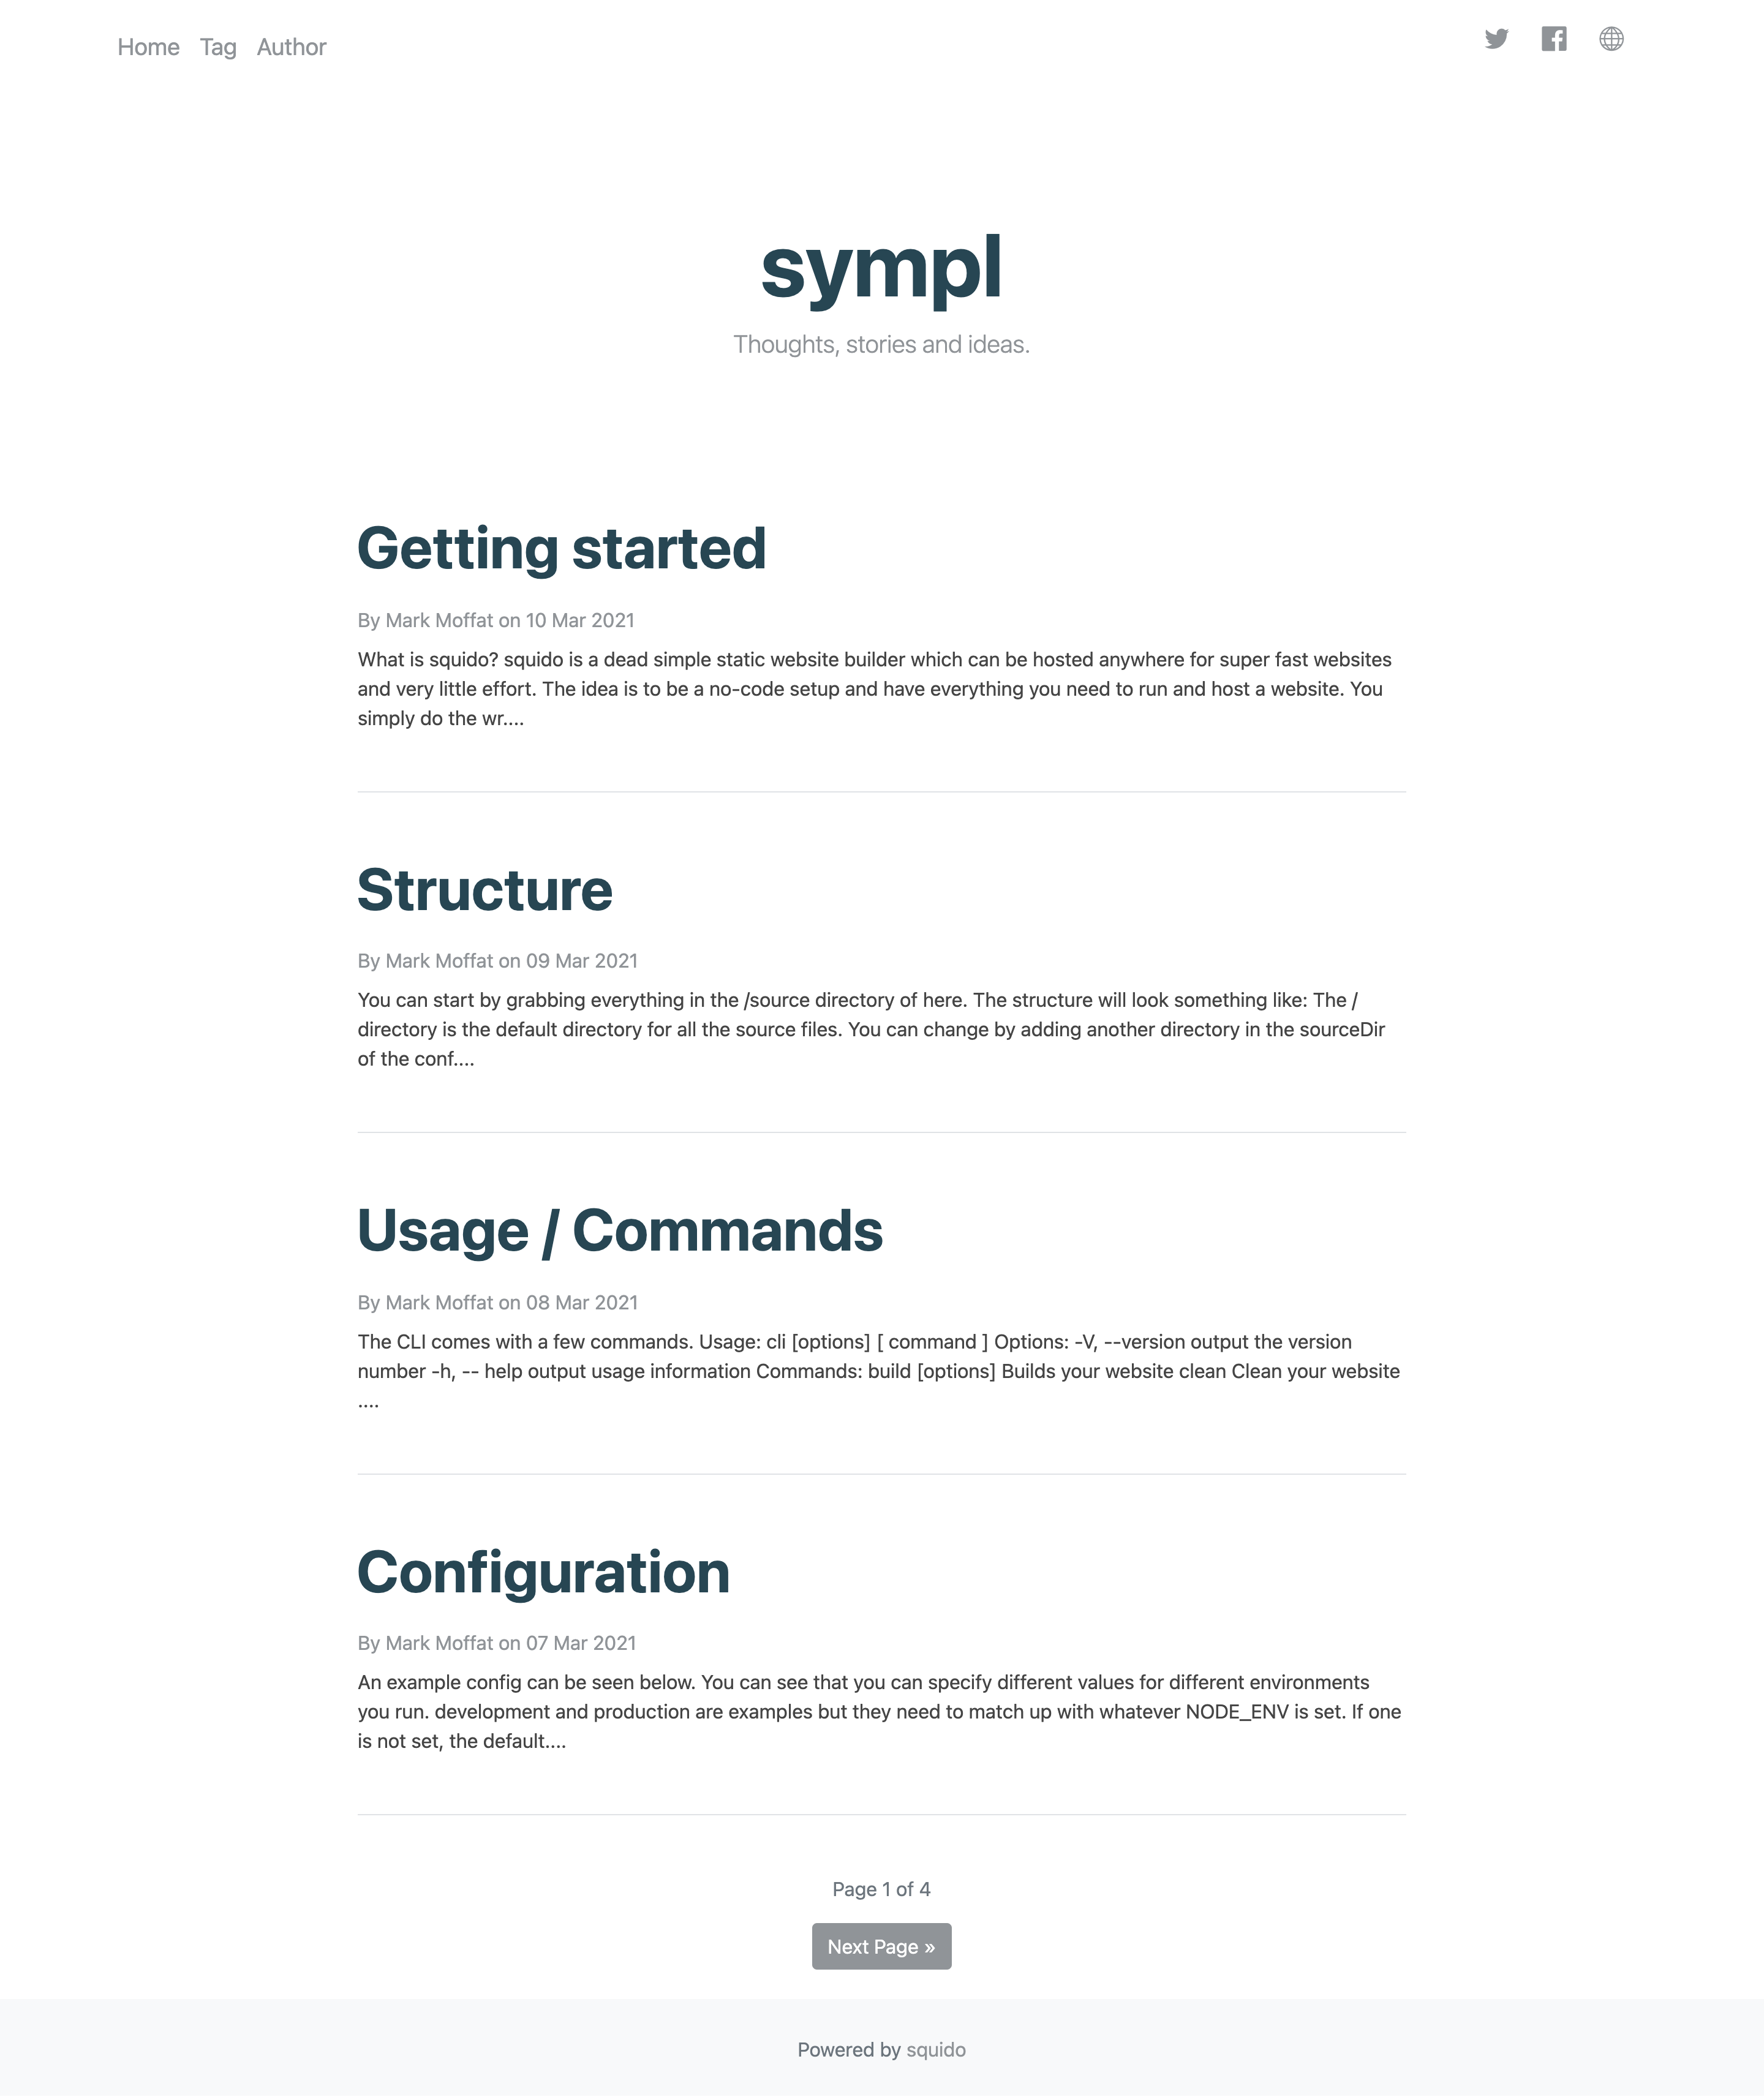 Home Tag Author
sympl
Thoughts, stories and ideas.
Getting started
By Mark Moffat on 10 Mar 2021
What is squido? squido is a dead simple static website builder which can be hosted anywhere for super fast websites
and very little effort. The idea is to be a no-code setup and have everything you need to run and host a website. You
simply do the wr....
Structure
By Mark Moffat on 09 Mar 2021
You can start by grabbing everything in the /source directory of here. The structure will look something like: The /
directory is the default directory for all the source files. You can change by adding another directory in the sourceDir
of the conf....
Usage / Commands
By Mark Moffat on 08 Mar 2021
The CLI comes with a few commands. Usage: cli [options] [ command ] Options: -V, --version output the version
number -h, -- help output usage information Commands: build [options] Builds your website clean Clean your website
....
Configuration
By Mark Moffat on 07 Mar 2021
An example config can be seen below. You can see that you can specify different values for different environments
you run. development and production are examples but they need to match up with whatever NODE_ENV is set. If one
is not set, the default....
Page 1 of 4
Next Page »
Powered by squido